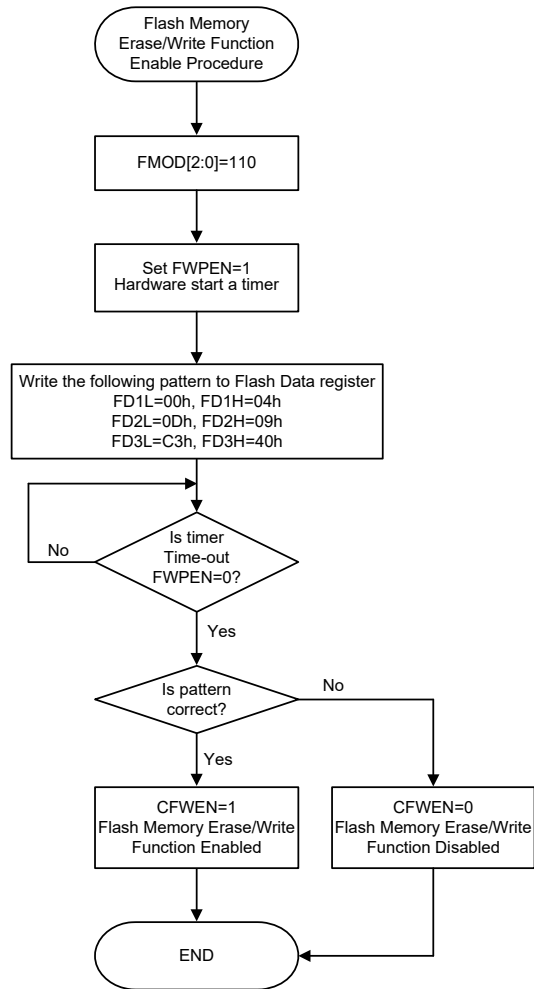 Flash Memory
Erase/Write Function
Enable Procedure
FMOD[2:0]=110
Set FWPEN=1
Hardware start a timer
Write the following pattern to Flash Data register
FD1L=00h, FD1H=04h
FD2L=0Dh, FD2H=09h
FD3L=C3h, FD3H=40h
Is timer
Time-out
FWPEN=0?
No
Yes
Is pattern
correct?
No
Yes
CFWEN=1
Flash Memory Erase/Write
Function Enabled
CFWEN=0
Flash Memory Erase/Write
Function Disabled
END